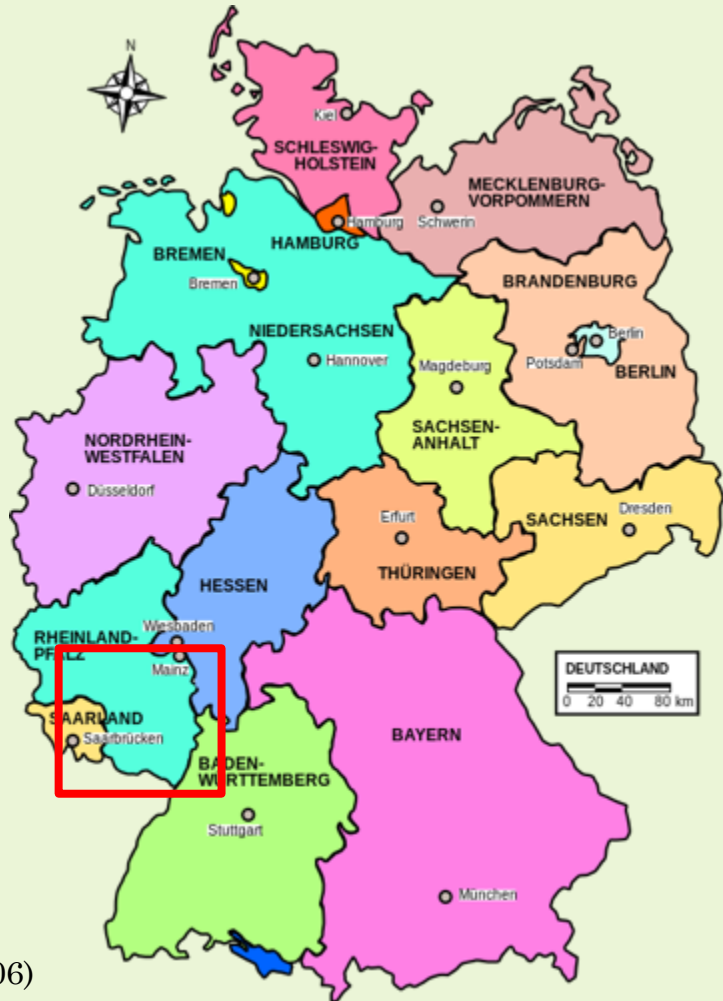 N
Kiel
SCHLESWIG-
HOLSTEIN
MECKLENBURG-
VORPOMMERN
Hamburg
Schwerin
HAMBURG
BREMEN
Bremen
BRANDENBURG
NIEDERSACHSEN
Hannover
Berlin
Potsdam
BERLIN
Magdeburg
SACHSEN-
ANHALT
NORDRHEIN-
WESTFALEN
Düsseldorf
Erfurt
THÜRINGEN
SACHSEN
Dresden
HESSEN
Wiesbaden
RHEINLAND-
PFALZ
Mainz
DEUTSCHLAND
0 20 40 80 km
SAARLAND
Saarbrücken
BAYERN
BADEN-
WÜRTTEMBERG
Stuttgart
München
06)